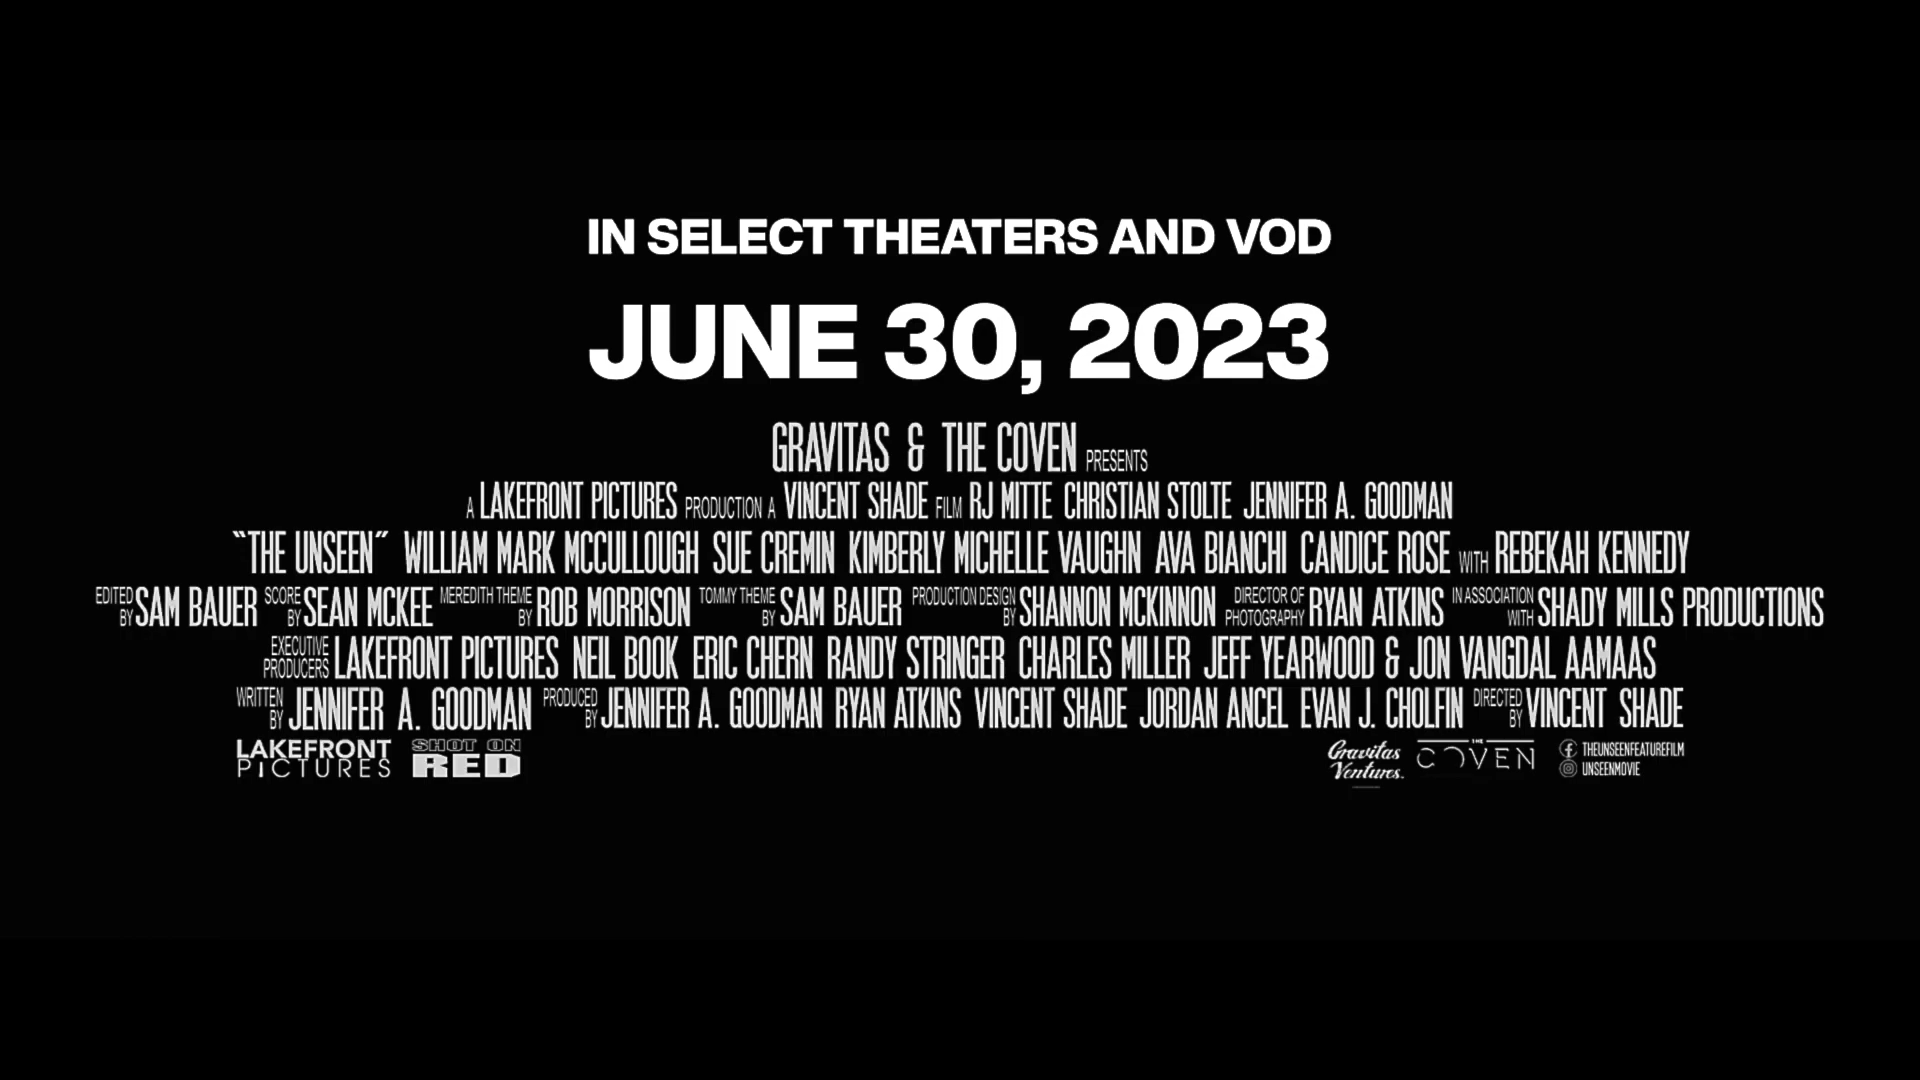 IN SELECT THEATERS AND VOD
JUNE 30, 2023
GRAVITAS & THE COVEN PRESENTS
A LAKEFRONT PICTURES PRODUCTION A VINCENT SHADE FILM RJ MITTE CHRISTIAN STOLTE JENNIFER A. GOODMAN
"THE UNSEEN" WILLIAM MARK MCCULLOUGH SUE CREMIN KIMBERLY MICHELLE VAUGHN AVA BIANCHI CANDICE ROSE WITH REBEKAH KENNEDY
EDITED BY SAM BAUER SCORE BY SEAN MCKEE MEREDITH THEME BY ROB MORRISON TOMMY THEME BY SAM BAUER PRODUCTION DESIGN BY SHANNON MCKINNON DIRECTOR OF PHOTOGRAPHY RYAN ATKINS IN ASSOCIATION WITH SHADY MILLS PRODUCTIONS
EXECUTIVE PRODUCERS LAKEFRONT PICTURES NEIL BOOK ERIC CHERN RANDY STRINGER CHARLES MILLER JEFF YEARWOOD & JON VANGDAL AAMAAS
WRITTEN BY JENNIFER A. GOODMAN PRODUCED BY JENNIFER A. GOODMAN RYAN ATKINS VINCENT SHADE JORDAN ANCEL EVAN J. CHOLFIN DIRECTED BY VINCENT SHADE
LAKEFRONT PICTURES SHOT ON RED Gravitas Ventures. THE COVEN THEUNSEENFEATUREFILM
UNSEENMOVIE